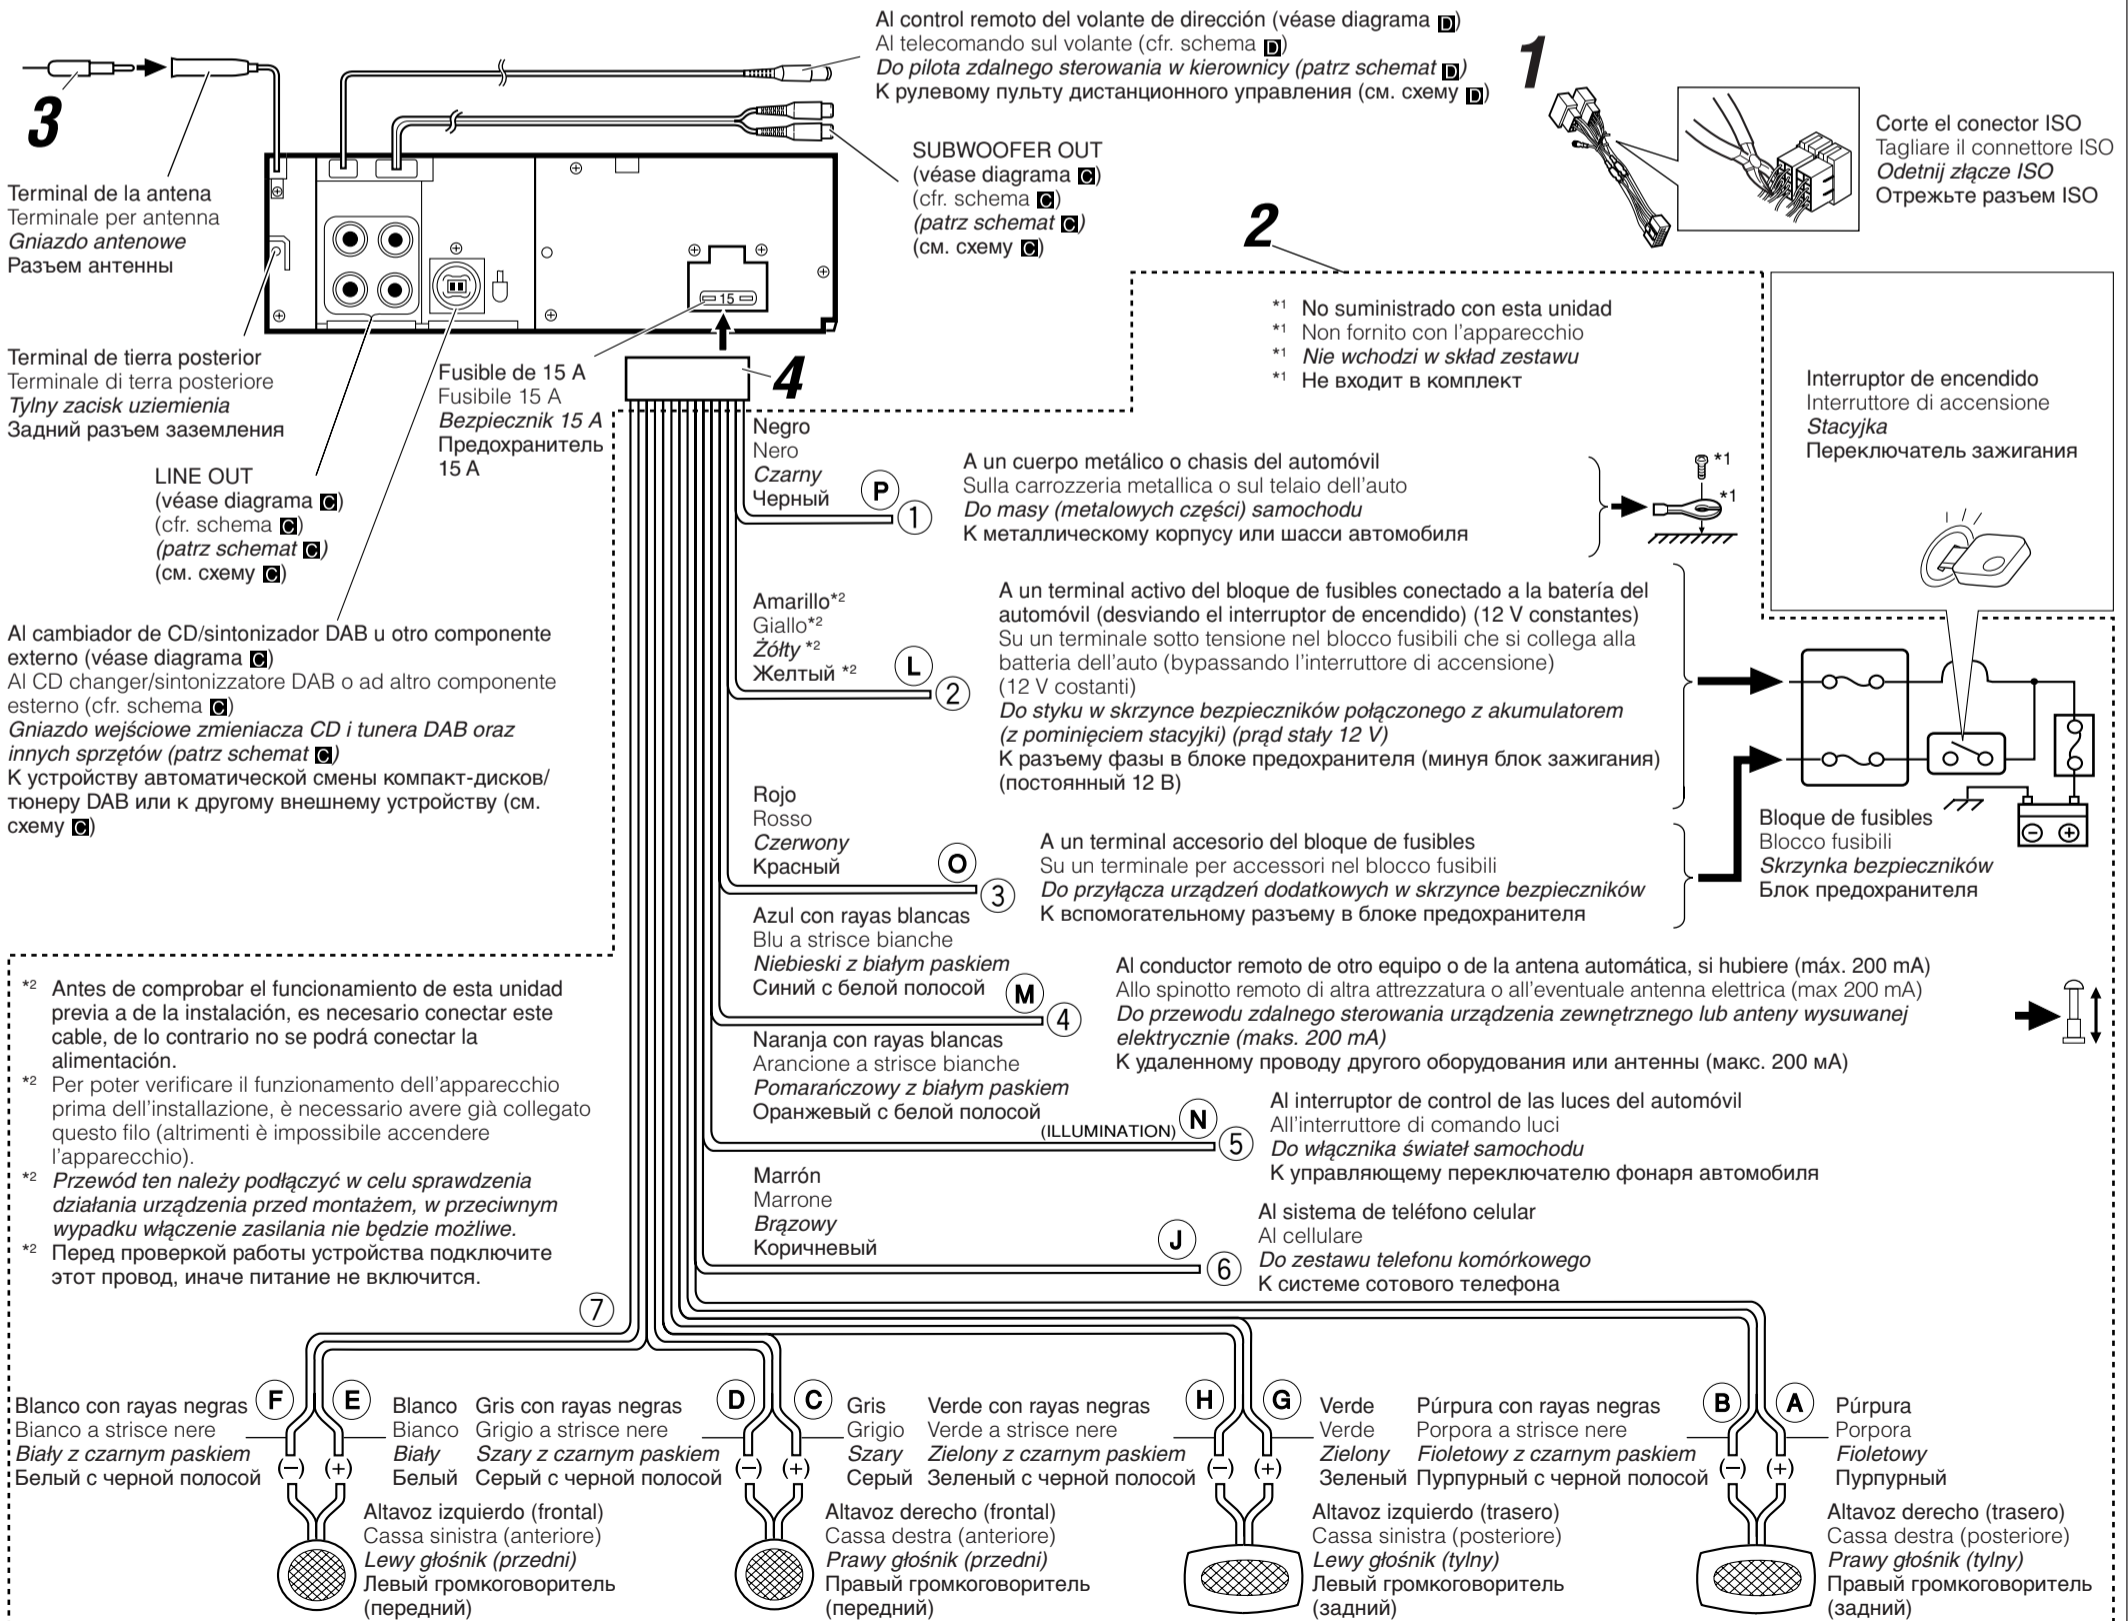 Al control remoto del volante de dirección (véase diagrama D)
Al telecomando sul volante (cfr. schema D)
Do pilota zdalnego sterowania w kierownicy (patrz schemat D)
К рулевому пульту дистанционного управления (см. схему D)
1
Corte el conector ISO
Tagliare il connettore ISO
Odetnij złącze ISO
Отрежьте разъем ISO
3
Terminal de la antena
Terminale per antenna
Gniazdo antenowe
Разъем антенны
SUBWOOFER OUT
(véase diagrama C)
(cfr. schema C)
(patrz schemat C)
(см. схему C)
2
15
*1 No suministrado con esta unidad
*1 Non fornito con l'apparecchio
*1 Nie wchodzi w skład zestawu
*1 Не входит в комплект
Terminal de tierra posterior
Terminale di terra posteriore
Tylny zacisk uziemienia
Задний разъем заземления
Fusible de 15 A
Fusibile 15 A
Bezpiecznik 15 A
Предохранитель
15 A
4
Interruptor de encendido
Interruttore di accensione
Stacyjka
Переключатель зажигания
LINE OUT
(véase diagrama C)
(cfr. schema C)
(patrz schemat C)
(см. схему C)
Negro
Nero
Czarny
Черный
P
1
A un cuerpo metálico o chasis del automóvil
Sulla carrozzeria metallica o sul telaio dell'auto
Do masy (metalowych części) samochodu
К металлическому корпусу или шасси автомобиля
*1
*1
Al cambiador de CD/sintonizador DAB u otro componente
externo (véase diagrama C)
Al CD changer/sintonizzatore DAB o ad altro componente
esterno (cfr. schema C)
Gniazdo wejściowe zmieniacza CD i tunera DAB oraz
innych sprzętów (patrz schemat C)
К устройству автоматической смены компакт-дисков/
тюнеру DAB или к другому внешнему устройству (см.
схему C)
Amarillo*2
Giallo*2
Żółty *2
Желтый *2
L
2
A un terminal activo del bloque de fusibles conectado a la batería del
automóvil (desviando el interruptor de encendido) (12 V constantes)
Su un terminale sotto tensione nel blocco fusibili che si collega alla
batteria dell'auto (bypassando l'interruttore di accensione)
(12 V costanti)
Do styku w skrzynce bezpieczników połączonego z akumulatorem
(z pominięciem stacyjki) (prąd stały 12 V)
К разъему фазы в блоке предохранителя (минуя блок зажигания)
(постоянный 12 В)
Rojo
Rosso
Czerwony
Красный
O
3
A un terminal accesorio del bloque de fusibles
Su un terminale per accessori nel blocco fusibili
Do przyłącza urządzeń dodatkowych w skrzynce bezpieczników
К вспомогательному разъему в блоке предохранителя
Bloque de fusibles
Blocco fusibili
Skrzynka bezpieczników
Блок предохранителя
Azul con rayas blancas
Blu a strisce bianche
Niebieski z białym paskiem
Синий с белой полосой
M
4
Al conductor remoto de otro equipo o de la antena automática, si hubiere (máx. 200 mA)
Allo spinotto remoto di altra attrezzatura o all'eventuale antenna elettrica (max 200 mA)
Do przewodu zdalnego sterowania urządzenia zewnętrznego lub anteny wysuwanej
elektrycznie (maks. 200 mA)
К удаленному проводу другого оборудования или антенны (макс. 200 мА)
*2 Antes de comprobar el funcionamiento de esta unidad
previa a de la instalación, es necesario conectar este
cable, de lo contrario no se podrá conectar la
alimentación.
*2 Per poter verificare il funzionamento dell'apparecchio
prima dell'installazione, è necessario avere già collegato
questo filo (altrimenti è impossibile accendere
l'apparecchio).
*2 Przewód ten należy podłączyć w celu sprawdzenia
działania urządzenia przed montażem, w przeciwnym
wypadku włączenie zasilania nie będzie możliwe.
*2 Перед проверкой работы устройства подключите
этот провод, иначе питание не включится.
Naranja con rayas blancas
Arancione a strisce bianche
Pomarańczowy z białym paskiem
Оранжевый с белой полосой
(ILLUMINATION)
N
5
Al interruptor de control de las luces del automóvil
All'interruttore di comando luci
Do włącznika świateł samochodu
К управляющему переключателю фонаря автомобиля
Marrón
Marrone
Brązowy
Коричневый
J
6
Al sistema de teléfono celular
Al cellulare
Do zestawu telefonu komórkowego
К системе сотового телефона
7
Blanco con rayas negras
Bianco a strisce nere
Biały z czarnym paskiem
Белый с черной полосой
F
E
(−) (+)
Blanco
Bianco
Biały
Белый
Altavoz izquierdo (frontal)
Cassa sinistra (anteriore)
Lewy głośnik (przedni)
Левый громкоговоритель
(передний)
Gris con rayas negras
Grigio a strisce nere
Szary z czarnym paskiem
Серый с черной полосой
D
C
(−) (+)
Gris
Grigio
Szary
Серый
Altavoz derecho (frontal)
Cassa destra (anteriore)
Prawy głośnik (przedni)
Правый громкоговоритель
(передний)
Verde con rayas negras
Verde a strisce nere
Zielony z czarnym paskiem
Зеленый с черной полосой
H
G
(−) (+)
Verde
Verde
Zielony
Зеленый
Altavoz izquierdo (trasero)
Cassa sinistra (posteriore)
Lewy głośnik (tylny)
Левый громкоговоритель
(задний)
Púrpura con rayas negras
Porpora a strisce nere
Fioletowy z czarnym paskiem
Пурпурный с черной полосой
B
A
(−) (+)
Púrpura
Porpora
Fioletowy
Пурпурный
Altavoz derecho (trasero)
Cassa destra (posteriore)
Prawy głośnik (tylny)
Правый громкоговоритель
(задний)